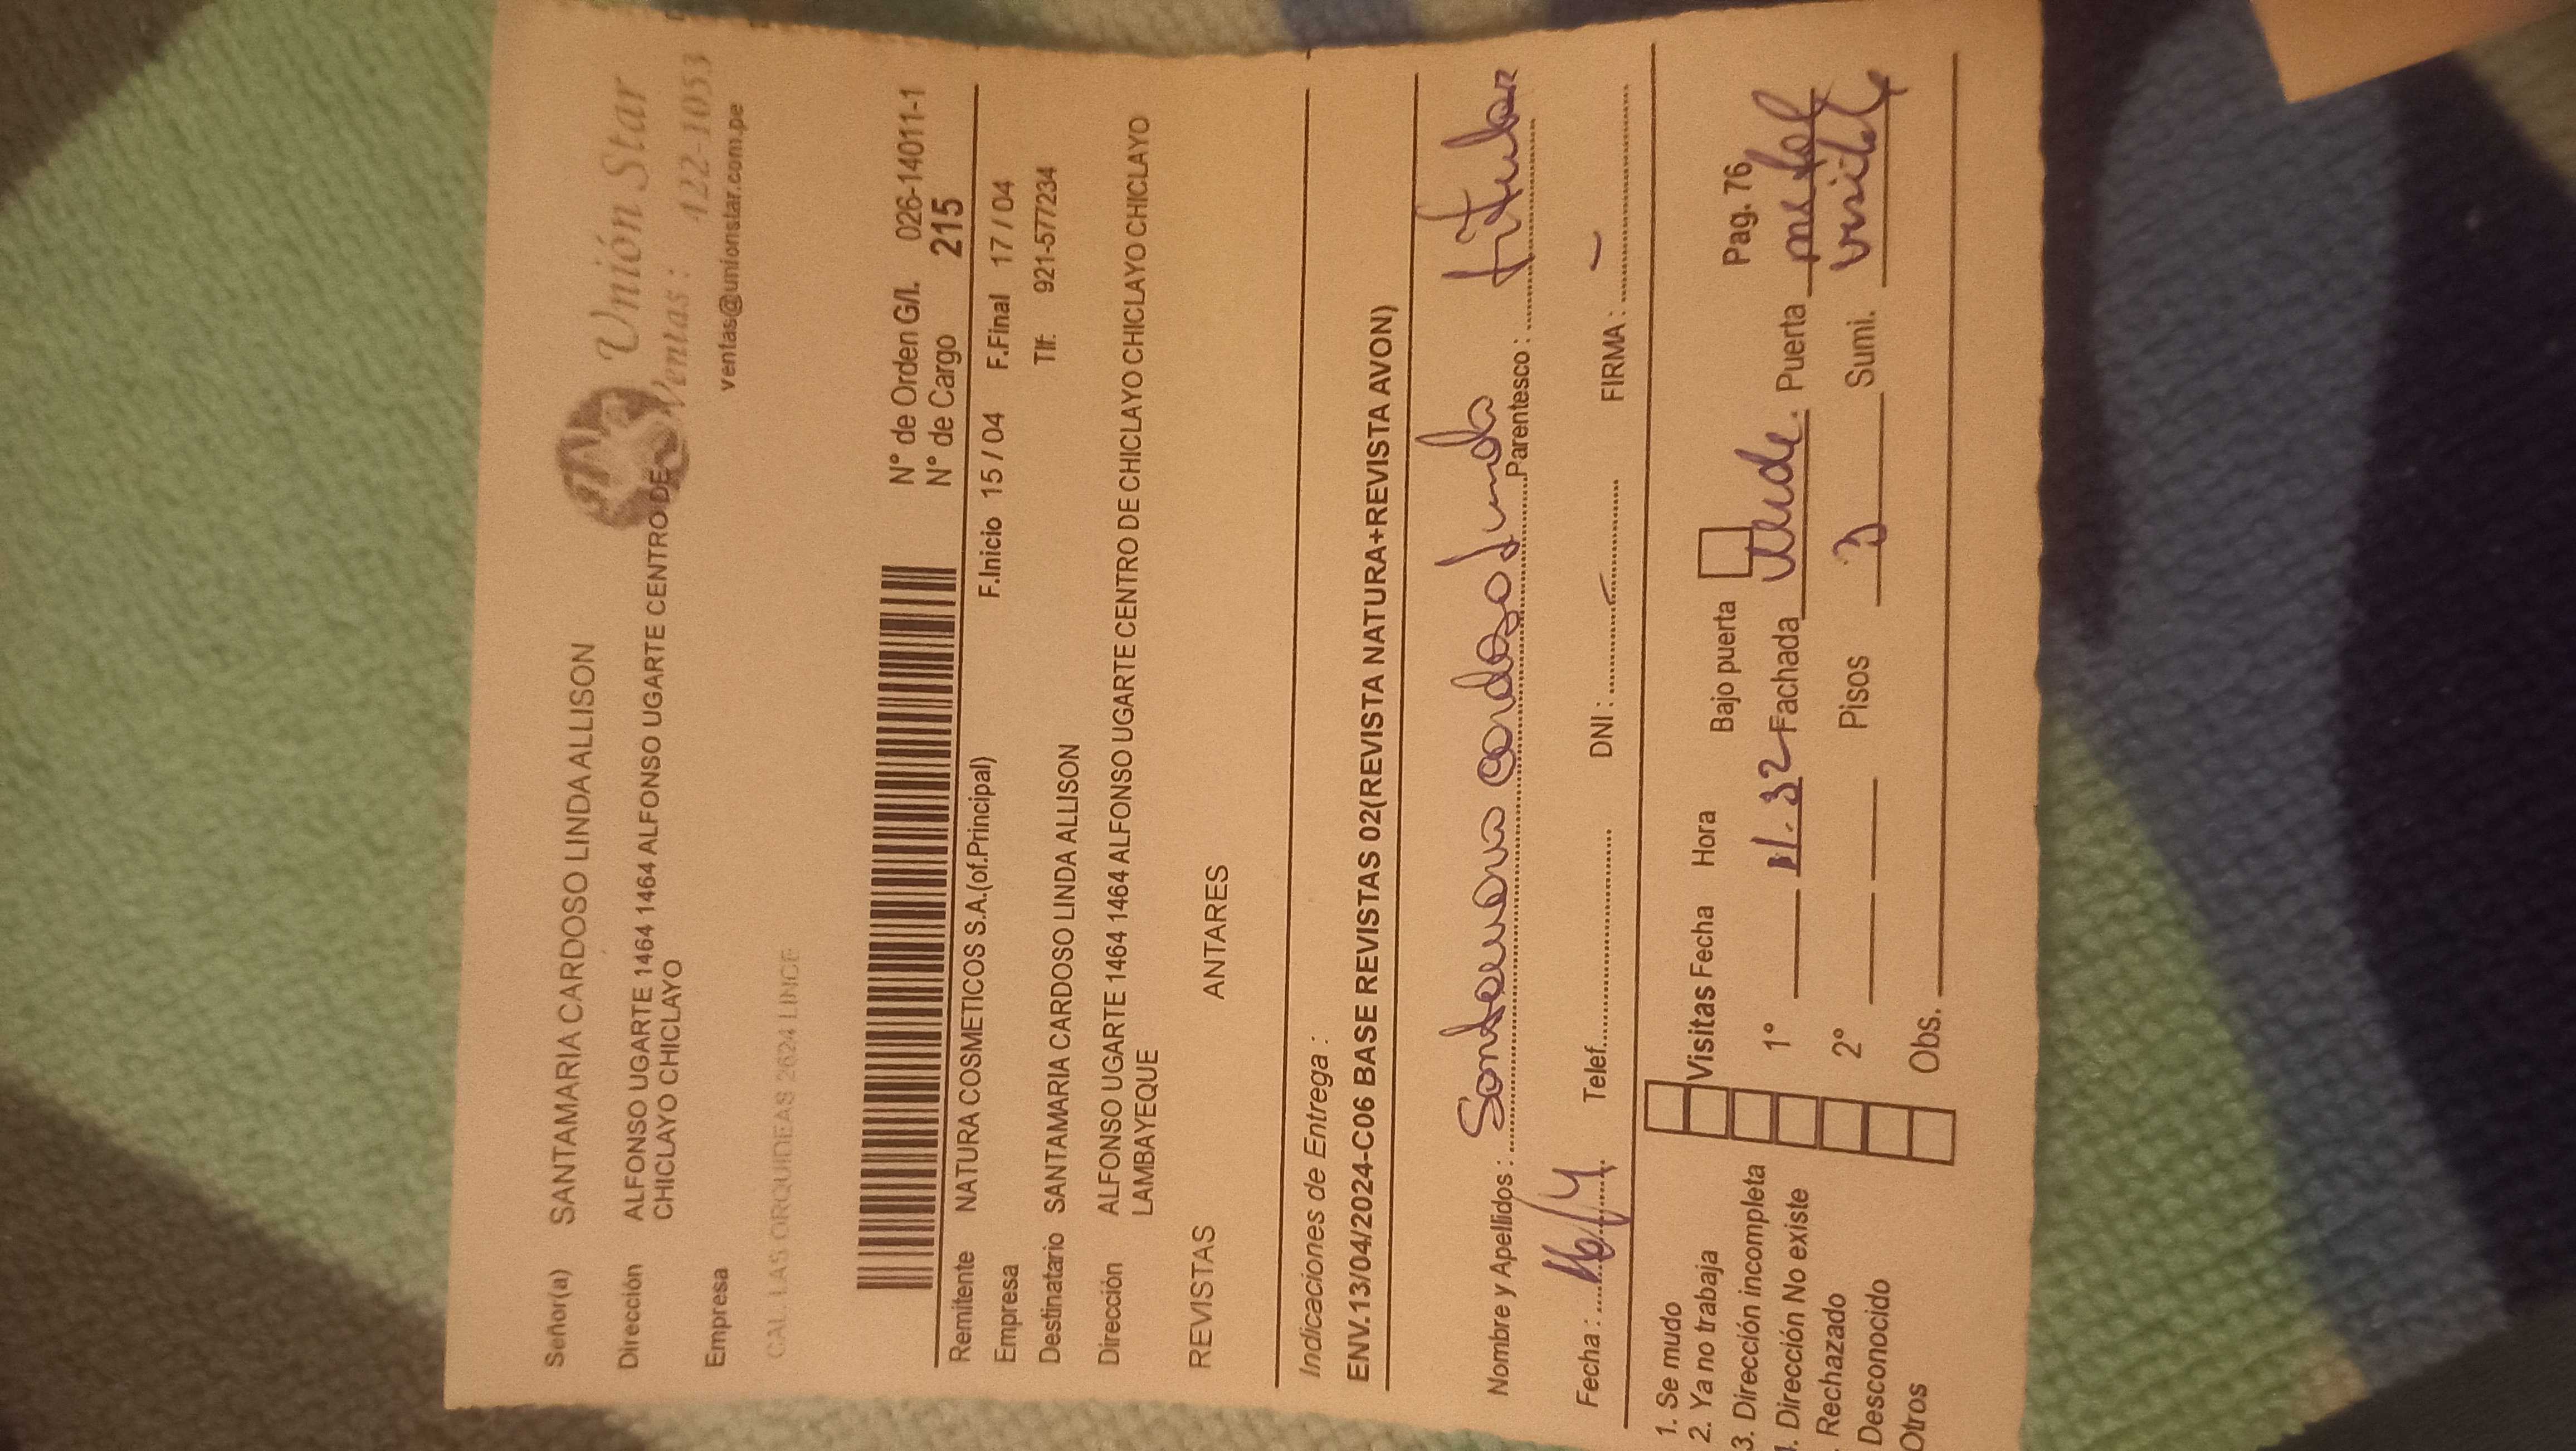 Señor(a) SANTAMARIA CARDOSO LINDA ALLISON
Unión Star
Ventas : 422-1053
ventas@unionstar.com.pe
Dirección ALFONSO UGARTE 1464 1464 ALFONSO UGARTE CENTRO DE
CHICLAYO CHICLAYO
Empresa
CAL. LAS ORQUIDEAS 2624 LINCE
N° de Orden G/I. 026-14011-1
N° de Cargo 215
Remitente NATURA COSMETICOS S.A.(of.Principal) F.Inicio 15 / 04 F.Final 17 / 04
Empresa
Destinatario SANTAMARIA CARDOSO LINDA ALLISON Tlf: 921-577234
Dirección ALFONSO UGARTE 1464 1464 ALFONSO UGARTE CENTRO DE CHICLAYO CHICLAYO CHICLAYO CHICLAYO
LAMBAYEQUE
REVISTAS ANTARES
Indicaciones de Entrega :
ENV.13/04/2024-C06 BASE REVISTAS 02(REVISTA NATURA+REVISTA AVON)
Nombre y Apellidos : Santamaria Cardoso Linda Parentesco : titular
Fecha : 16/4 Telef. DNI : FIRMA :
1. Se mudo
2. Ya no trabaja
3. Dirección incompleta
. Dirección No existe
. Rechazado
Desconocido
Otros
Visitas Fecha Hora Bajo puerta Pag. 76
1° 11.32 Fachada Verde. Puerta
2° Pisos 2 Sumi.
Obs.